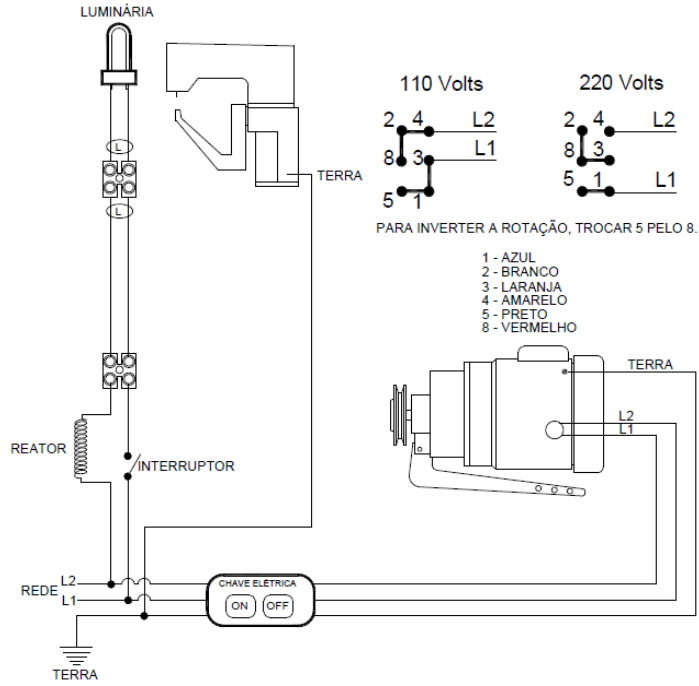 LUMINÁRIA
L
L
REATOR
INTERRUPTOR
TERRA
110 Volts
2 4 L2
8 3 L1
5 1
220 Volts
2 4 L2
8 3
5 1 L1
PARA INVERTER A ROTAÇÃO, TROCAR 5 PELO 8.
1 - AZUL
2 - BRANCO
3 - LARANJA
4 - AMARELO
5 - PRETO
8 - VERMELHO
TERRA
L2
L1
REDE
L2
L1
CHAVE ELÉTRICA
ON OFF
TERRA